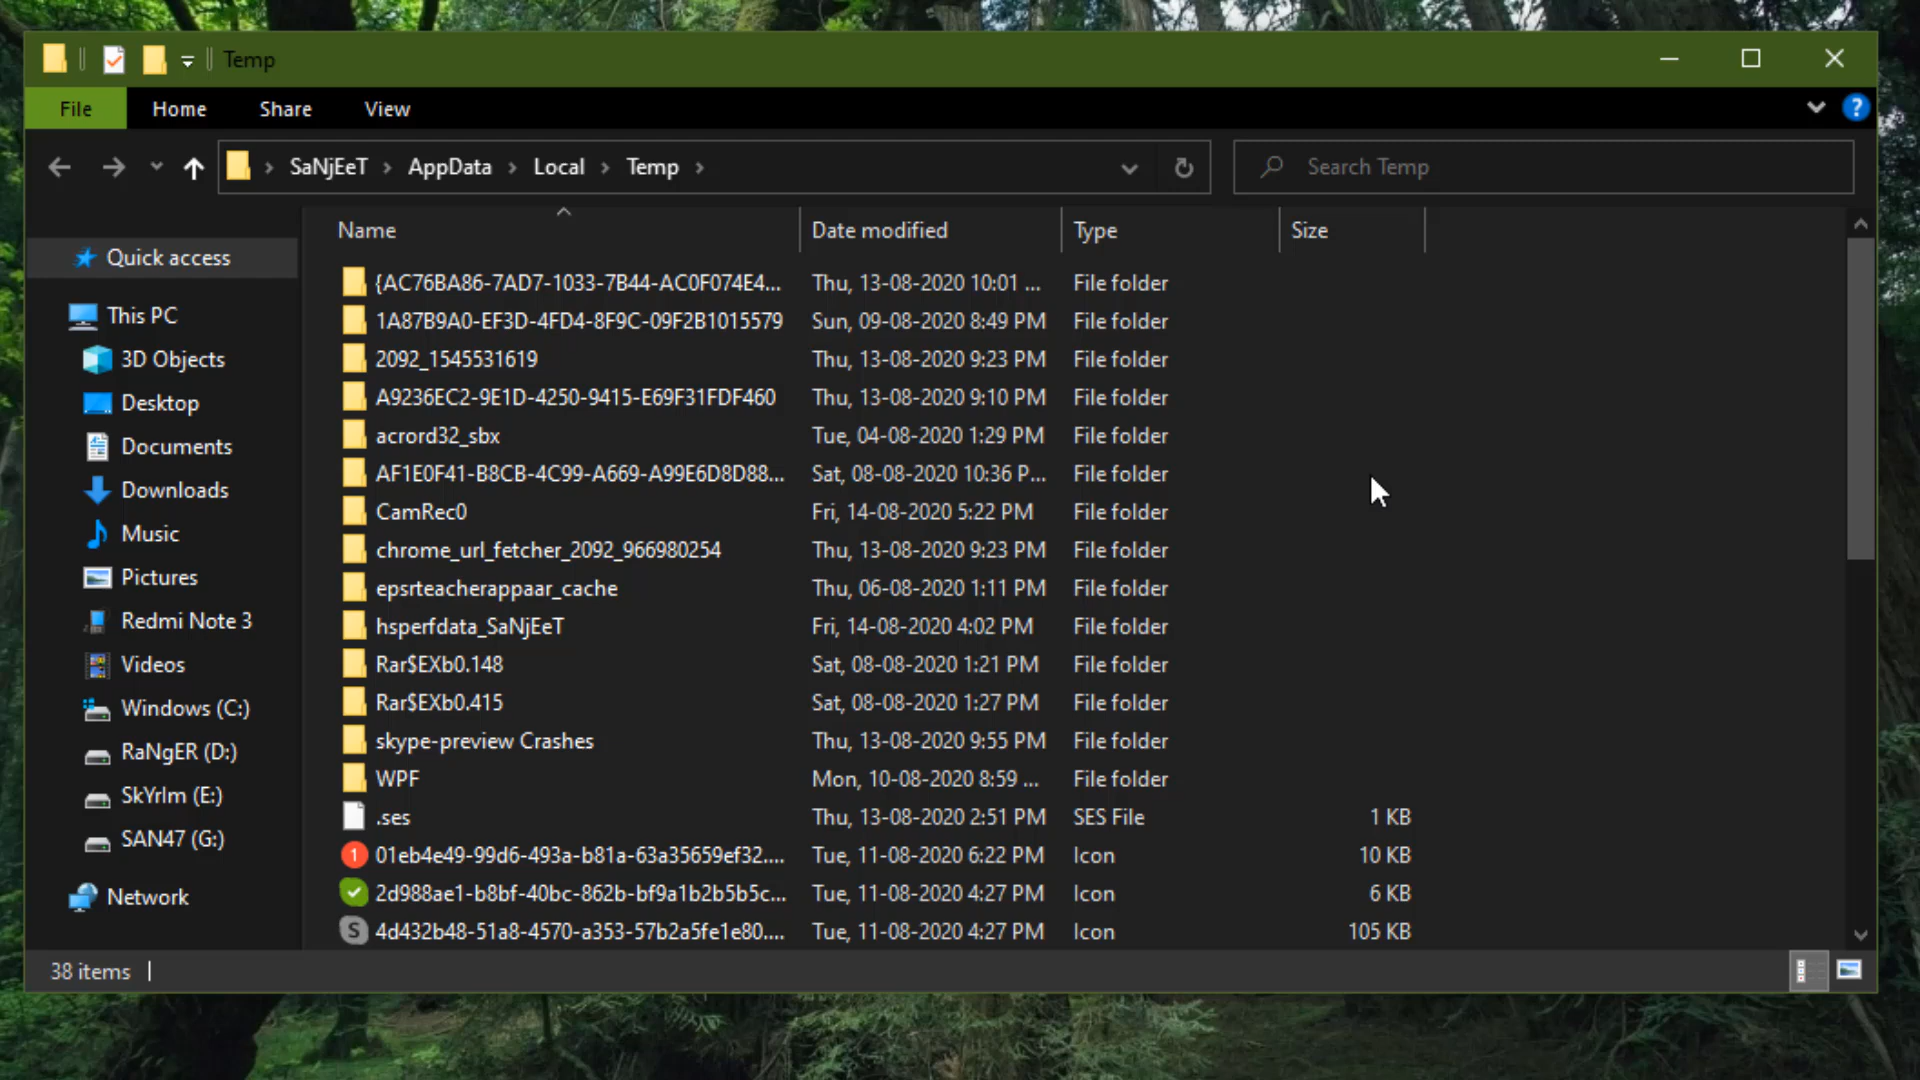 Temp
File Home Share View ?
SaNjEeT > AppData > Local > Temp > Search Temp
Name Date modified Type Size
Quick access
This PC
3D Objects
Desktop
Documents
Downloads
Music
Pictures
Redmi Note 3
Videos
Windows (C:)
RaNgER (D:)
SkYrIm (E:)
SAN47 (G:)
Network
{AC76BA86-7AD7-1033-7B44-AC0F074E4... Thu, 13-08-2020 10:01 ... File folder
1A87B9A0-EF3D-4FD4-8F9C-09F2B1015579 Sun, 09-08-2020 8:49 PM File folder
2092_1545531619 Thu, 13-08-2020 9:23 PM File folder
A9236EC2-9E1D-4250-9415-E69F31FDF460 Thu, 13-08-2020 9:10 PM File folder
acrord32_sbx Tue, 04-08-2020 1:29 PM File folder
AF1E0F41-B8CB-4C99-A669-A99E6D8D88... Sat, 08-08-2020 10:36 P... File folder
CamRec0 Fri, 14-08-2020 5:22 PM File folder
chrome_url_fetcher_2092_966980254 Thu, 13-08-2020 9:23 PM File folder
epsrteacherappaar_cache Thu, 06-08-2020 1:11 PM File folder
hsperfdata_SaNjEeT Fri, 14-08-2020 4:02 PM File folder
Rar$EXb0.148 Sat, 08-08-2020 1:21 PM File folder
Rar$EXb0.415 Sat, 08-08-2020 1:27 PM File folder
skype-preview Crashes Thu, 13-08-2020 9:55 PM File folder
WPF Mon, 10-08-2020 8:59 ... File folder
.ses Thu, 13-08-2020 2:51 PM SES File 1 KB
1 01eb4e49-99d6-493a-b81a-63a35659ef32.... Tue, 11-08-2020 6:22 PM Icon 10 KB
2d988ae1-b8bf-40bc-862b-bf9a1b2b5b5c... Tue, 11-08-2020 4:27 PM Icon 6 KB
S 4d432b48-51a8-4570-a353-57b2a5fe1e80.... Tue, 11-08-2020 4:27 PM Icon 105 KB
38 items